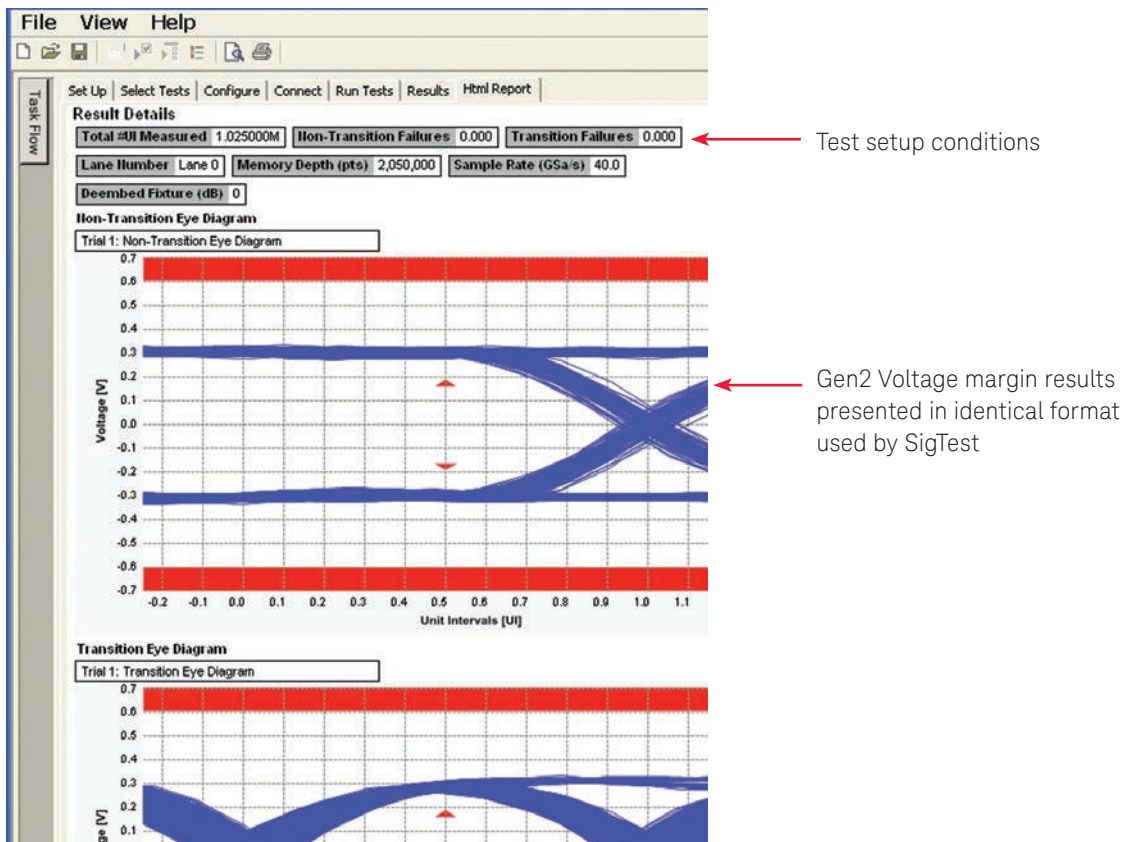 File View Help
Task Flow
Set Up Select Tests Configure Connect Run Tests Results Html Report
Result Details
Total #UI Measured 1.025000M Non-Transition Failures 0.000 Transition Failures 0.000
Test setup conditions
Lane Number Lane 0 Memory Depth (pts) 2,050,000 Sample Rate (GSa/s) 40.0
Deembed Fixture (dB) 0
Non-Transition Eye Diagram
Trial 1: Non-Transition Eye Diagram
0.7
0.6
0.5
0.4
0.3
0.2
0.1
0.0
-0.1
-0.2
-0.3
-0.4
-0.5
-0.6
-0.7
Voltage [V]
-0.2 -0.1 0.0 0.1 0.2 0.3 0.4 0.5 0.6 0.7 0.8 0.9 1.0 1.1
Unit Intervals [UI]
Gen2 Voltage margin results
presented in identical format
used by SigTest
Transition Eye Diagram
Trial 1: Transition Eye Diagram
0.7
0.6
0.5
0.4
0.3
0.2
0.1
age [V]